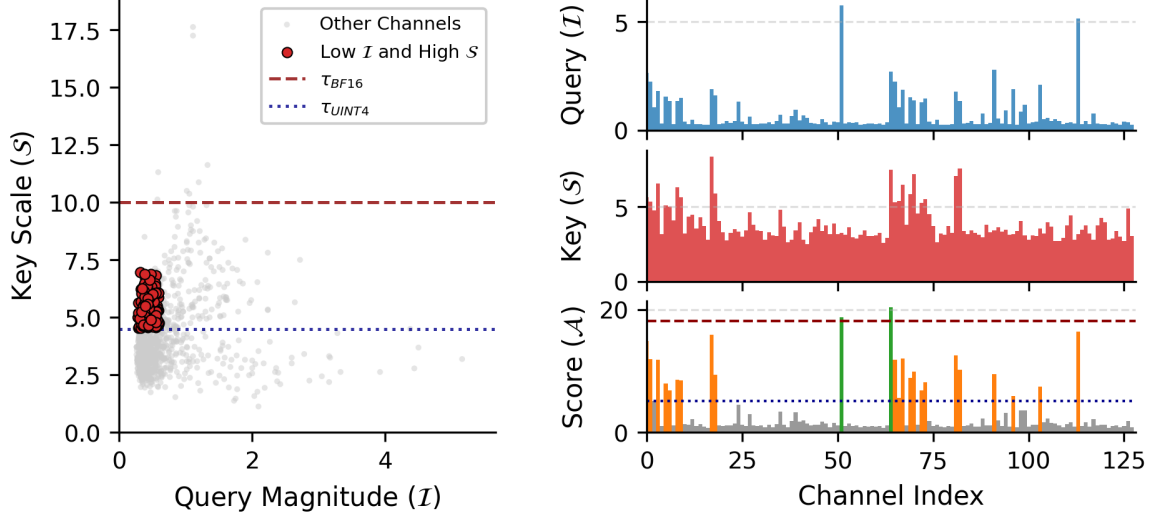 17.5
15.0
12.5
10.0
7.5
5.0
2.5
0.0
0
2
4
Key Scale (𝒮)
Query Magnitude (ℐ)
Other Channels
Low ℐ and High 𝒮
τBF16
τUINT4
Query (ℐ)
5
0
Key (𝒮)
5
0
Score (𝒜)
20
0
0
25
50
75
100
125
Channel Index